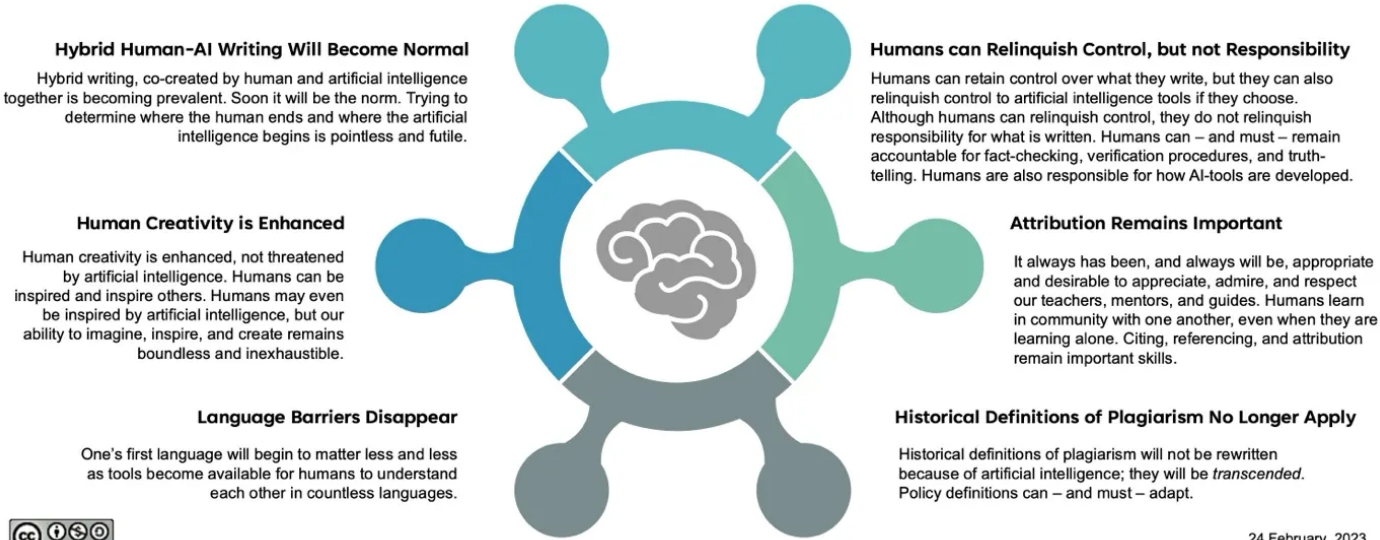 Hybrid Human-AI Writing Will Become Normal
Hybrid writing, co-created by human and artificial intelligence
together is becoming prevalent. Soon it will be the norm. Trying to
determine where the human ends and where the artificial
intelligence begins is pointless and futile.
Humans can Relinquish Control, but not Responsibility
Humans can retain control over what they write, but they can also
relinquish control to artificial intelligence tools if they choose.
Although humans can relinquish control, they do not relinquish
responsibility for what is written. Humans can – and must – remain
accountable for fact-checking, verification procedures, and truth-
telling. Humans are also responsible for how AI-tools are developed.
Human Creativity is Enhanced
Human creativity is enhanced, not threatened
by artificial intelligence. Humans can be
inspired and inspire others. Humans may even
be inspired by artificial intelligence, but our
ability to imagine, inspire, and create remains
boundless and inexhaustible.
Attribution Remains Important
It always has been, and always will be, appropriate
and desirable to appreciate, admire, and respect
our teachers, mentors, and guides. Humans learn
in community with one another, even when they are
learning alone. Citing, referencing, and attribution
remain important skills.
Language Barriers Disappear
One's first language will begin to matter less and less
as tools become available for humans to understand
each other in countless languages.
Historical Definitions of Plagiarism No Longer Apply
Historical definitions of plagiarism will not be rewritten
because of artificial intelligence; they will be transcended.
Policy definitions can – and must – adapt.
cc
24 February, 2023